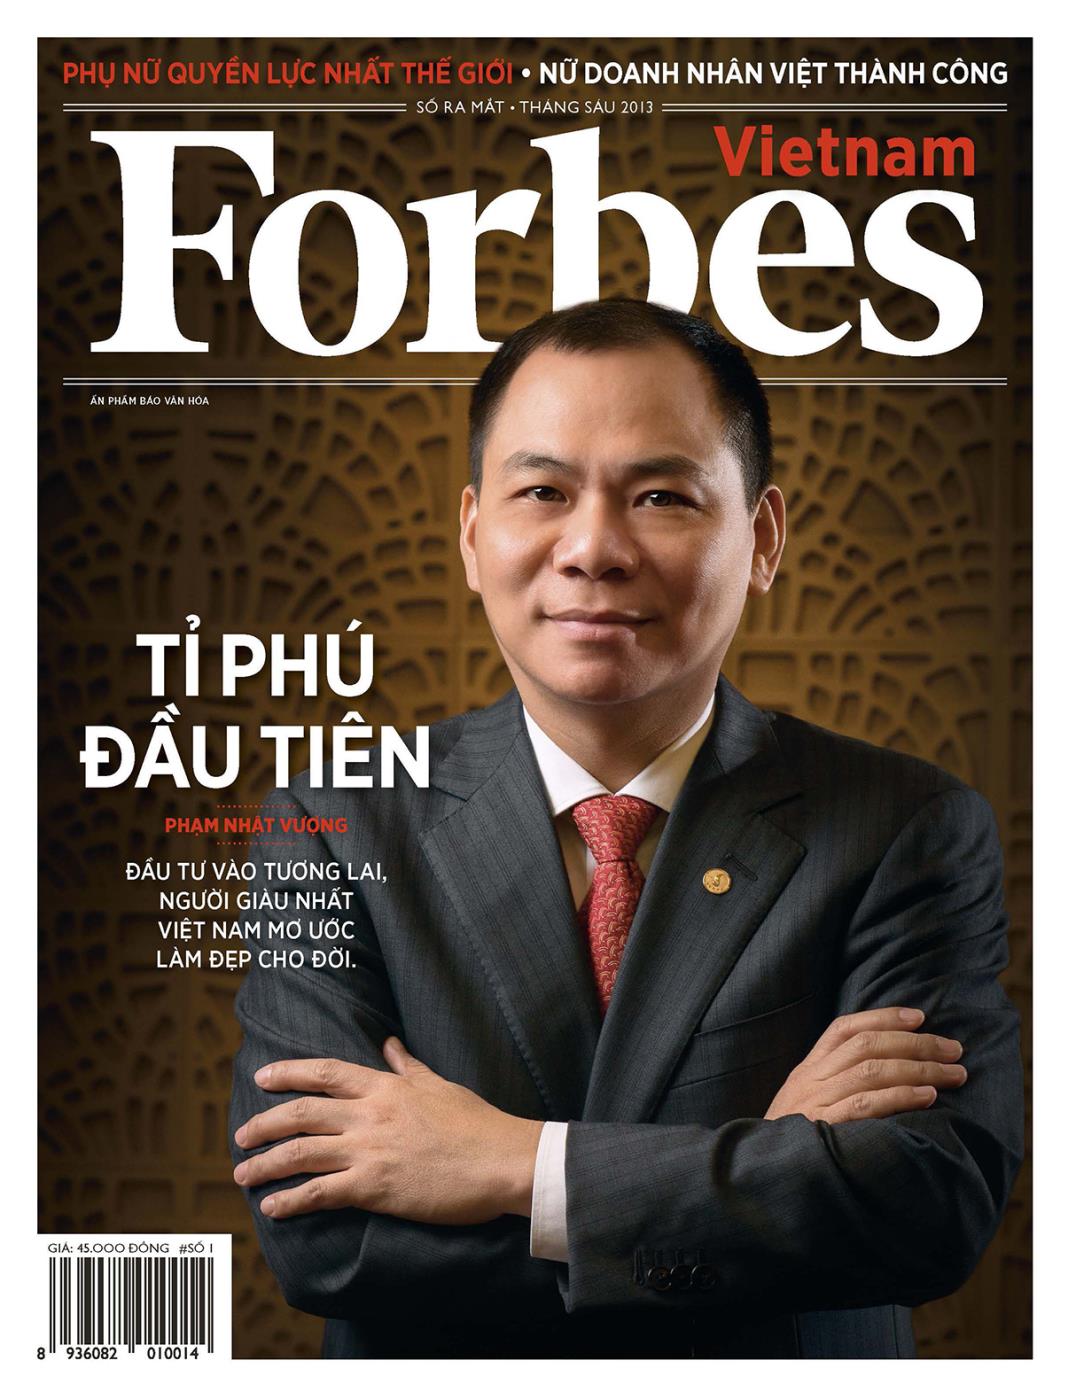 PHỤ NỮ QUYỀN LỰC NHẤT THẾ GIỚI • NỮ DOANH NHÂN VIỆT THÀNH CÔNG
SỐ RA MẮT • THÁNG SÁU 2013
Forbes
Vietnam
ẤN PHẨM BÁO VĂN HÓA
TỈ PHÚ
ĐẦU TIÊN
PHẠM NHẬT VƯỢNG
ĐẦU TƯ VÀO TƯƠNG LAI,
NGƯỜI GIÀU NHẤT
VIỆT NAM MƠ ƯỚC
LÀM ĐẸP CHO ĐỜI.
GIÁ: 45.000 ĐỒNG #SỐ 1
8 936082 010014